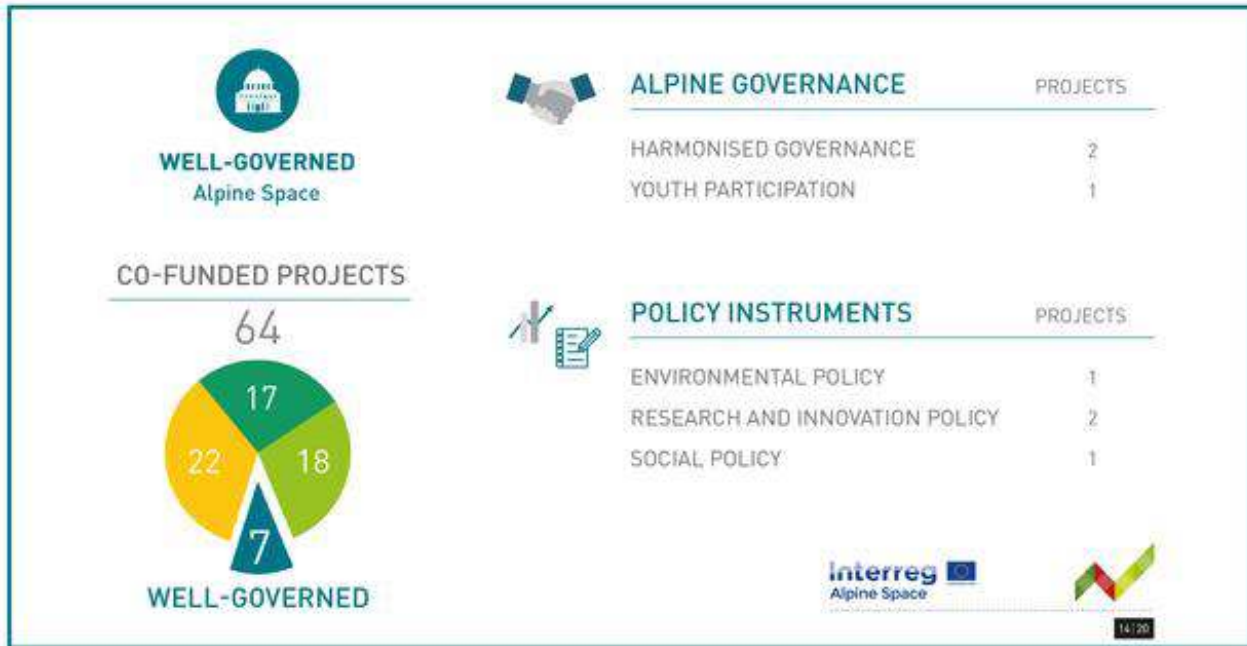 WELL-GOVERNED
Alpine Space
CO-FUNDED PROJECTS
64
17
22
18
7
WELL-GOVERNED
ALPINE GOVERNANCE PROJECTS
HARMONISED GOVERNANCE 2
YOUTH PARTICIPATION 1
POLICY INSTRUMENTS PROJECTS
ENVIRONMENTAL POLICY 1
RESEARCH AND INNOVATION POLICY 2
SOCIAL POLICY 1
Interreg
Alpine Space
14|20